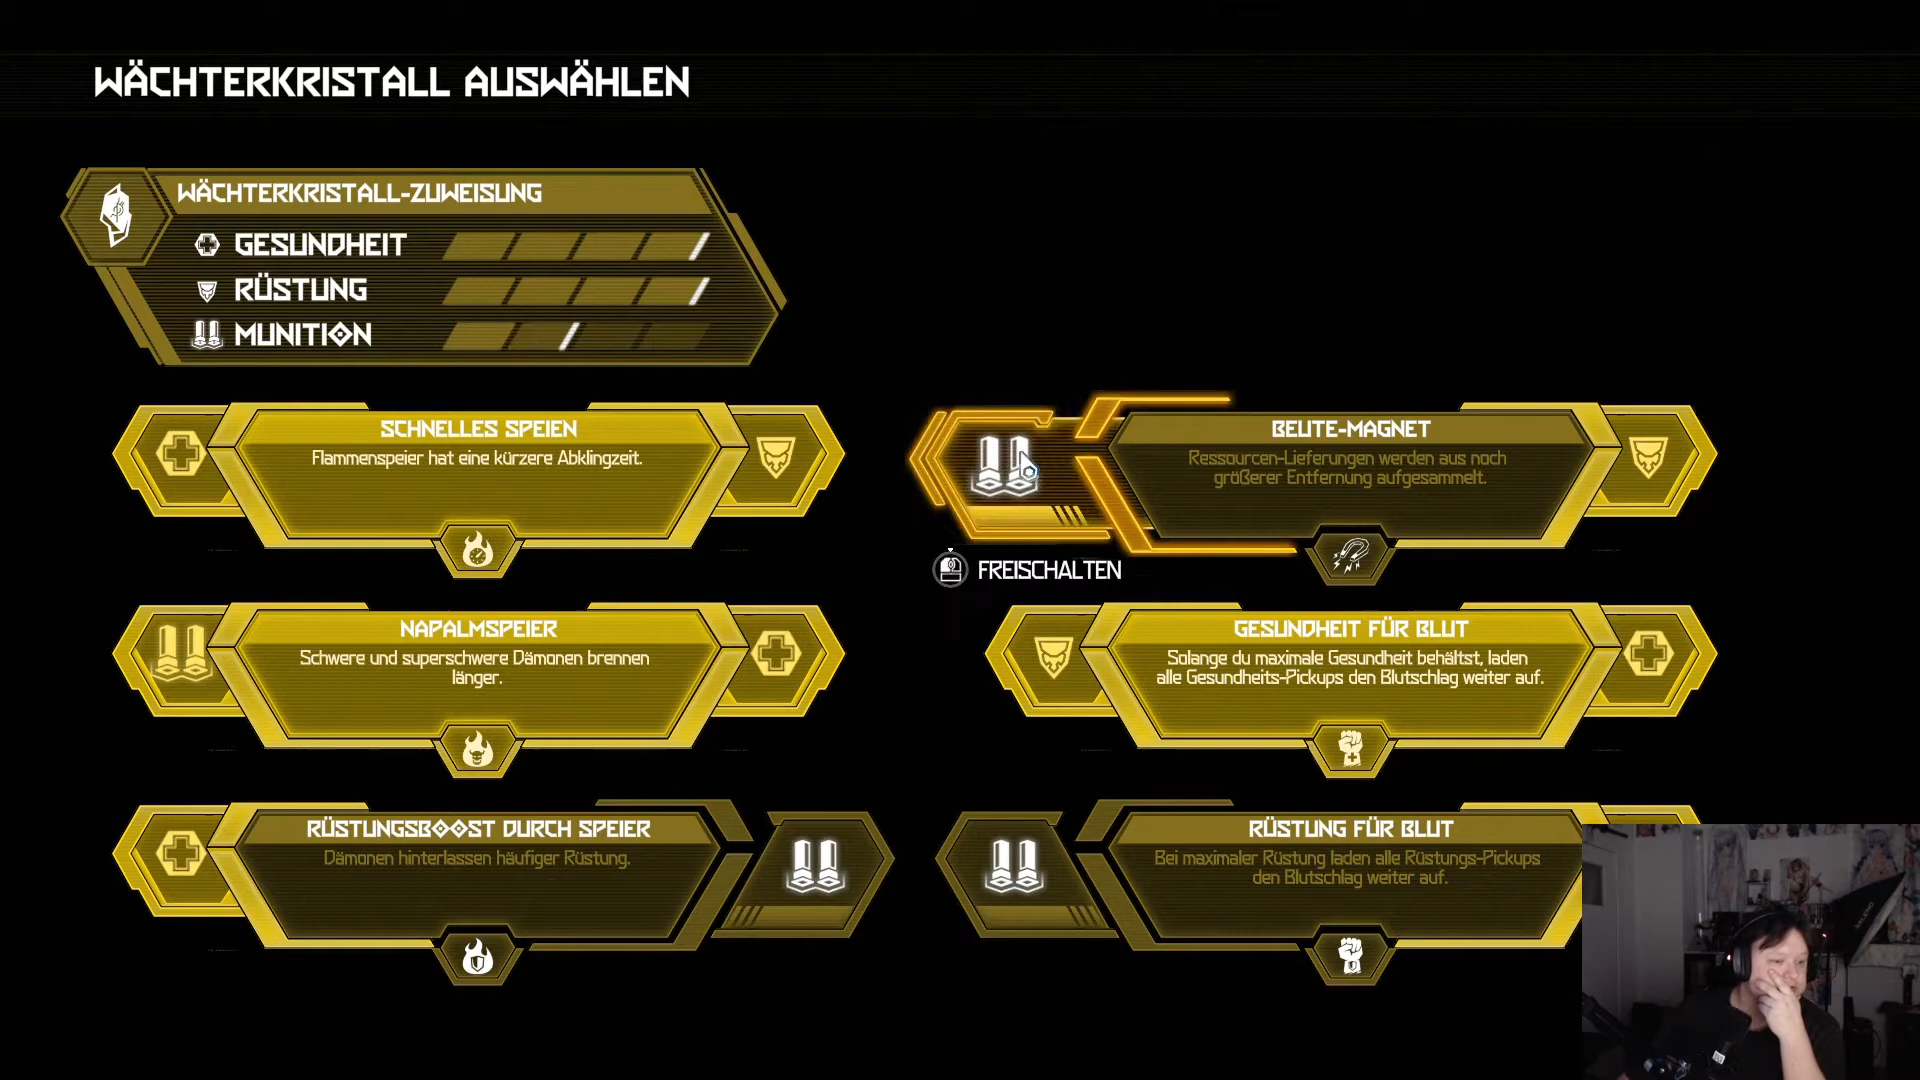 WÄCHTERKRISTALL AUSWÄHLEN
WÄCHTERKRISTALL-ZUWEISUNG
GESUNDHEIT
RÜSTUNG
MUNITION
SCHNELLES SPEIEN
Flammenspeier hat eine kürzere Abklingzeit.
BEUTE-MAGNET
Ressourcen-Lieferungen werden aus noch
größerer Entfernung aufgesammelt.
FREISCHALTEN
NAPALMSPEIER
Schwere und superschwere Dämonen brennen
länger.
GESUNDHEIT FÜR BLUT
Solange du maximale Gesundheit behältst, laden
alle Gesundheits-Pickups den Blutschlag weiter auf.
RÜSTUNGSBOOST DURCH SPEIER
Dämonen hinterlassen häufiger Rüstung.
RÜSTUNG FÜR BLUT
Bei maximaler Rüstung laden alle Rüstungs-Pickups
den Blutschlag weiter auf.